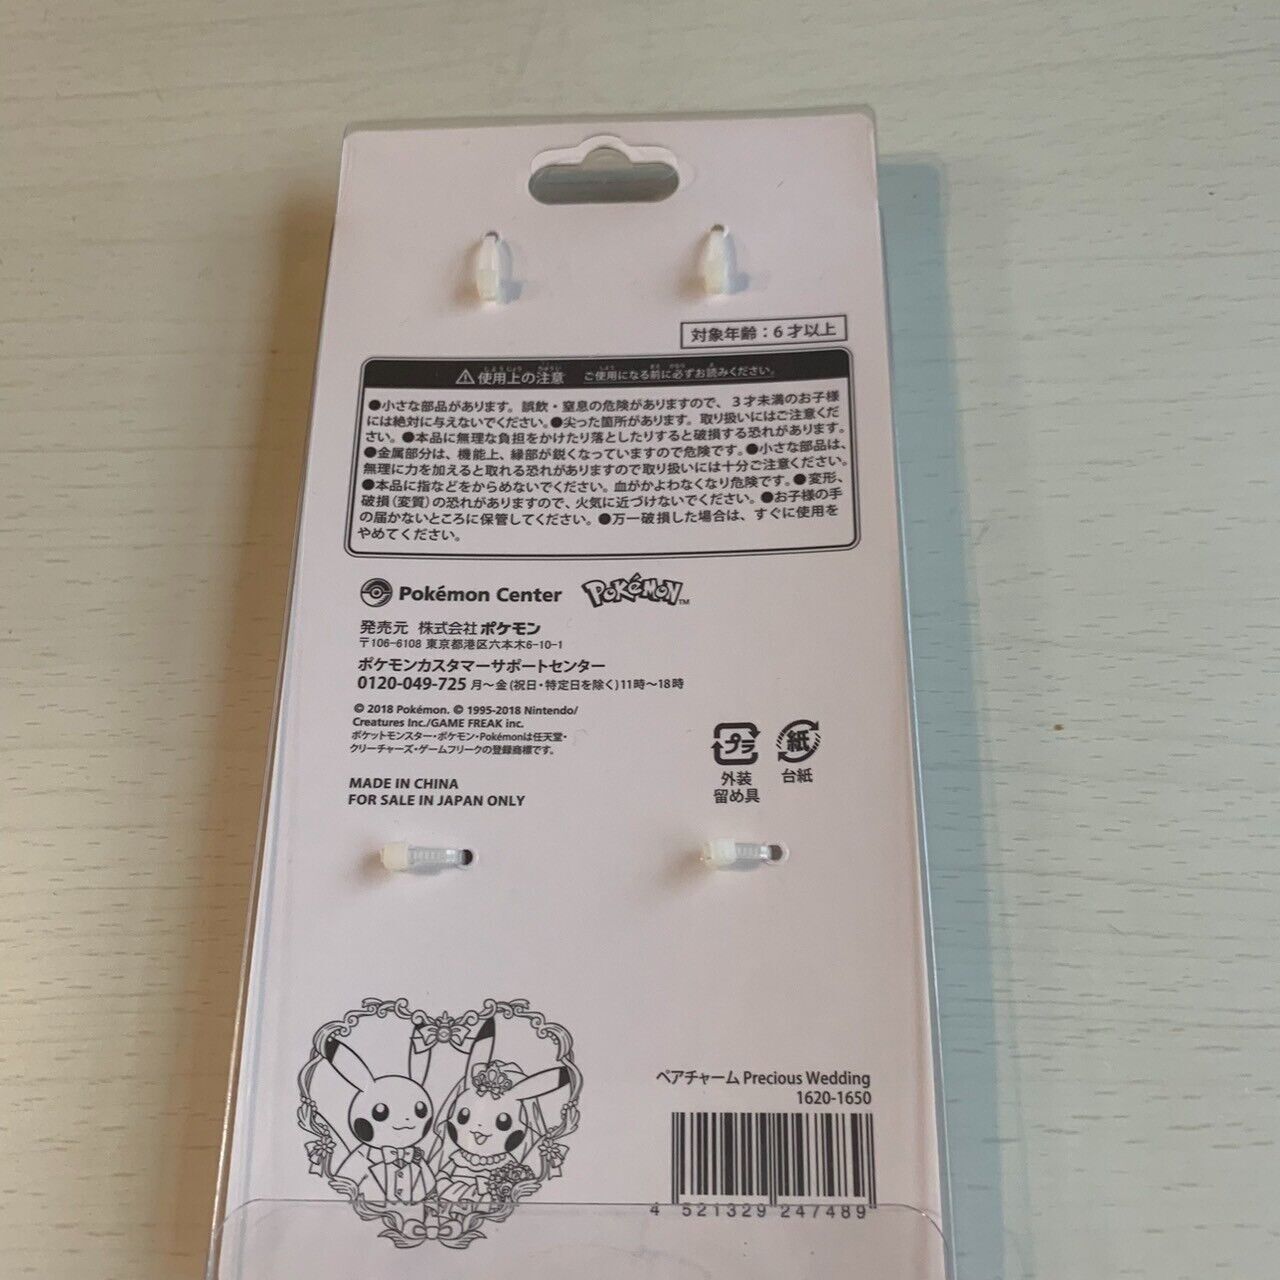 対象年齢：6才以上
⚠使用上の注意 ご使用になる前に必ずお読みください。
●小さな部品があります。誤飲・窒息の危険がありますので、3才未満のお子様
には絶対に与えないでください。●尖った箇所があります。取り扱いにはご注意くだ
さい。●本品に無理な負担をかけたり落としたりすると破損する恐れがあります。
●金属部分は、機能上、縁部が鋭くなっていますので危険です。●小さな部品は、
無理に力を加えると取れる恐れがありますので取り扱いには十分ご注意ください。
●本品に指などをからめないでください。血がかよわなくなり危険です。●変形、
破損(変質)の恐れがありますので、火気に近づけないでください。●お子様の手
の届かないところに保管してください。●万一破損した場合は、すぐに使用を
やめてください。
Pokémon Center POKéMON™
発売元 株式会社ポケモン
〒106-6108 東京都港区六本木6-10-1
ポケモンカスタマーサポートセンター
0120-049-725 月～金(祝日・特定日を除く)11時～18時
© 2018 Pokémon. © 1995-2018 Nintendo/
Creatures Inc./GAME FREAK inc.
ポケットモンスター・ポケモン・Pokémonは任天堂・
クリーチャーズ・ゲームフリークの登録商標です。
プラ 紙
外装 台紙
留め具
MADE IN CHINA
FOR SALE IN JAPAN ONLY
ペアチャーム Precious Wedding
1620-1650
4 521329 247489